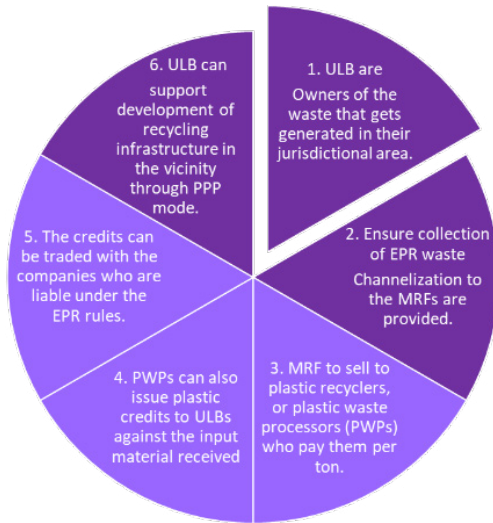 1. ULB are
Owners of the
waste that gets
generated in their
jurisdictional area.
2. Ensure collection
of EPR waste
Channelization to
the MRFs are
provided.
3. MRF to sell to
plastic recyclers,
or plastic waste
processors (PWPs)
who pay them per
ton.
4. PWPs can also
issue plastic
credits to ULBs
against the input
material received
5. The credits can
be traded with the
companies who are
liable under the
EPR rules.
6. ULB can
support
development of
recycling
infrastructure in
the vicinity
through PPP
mode.